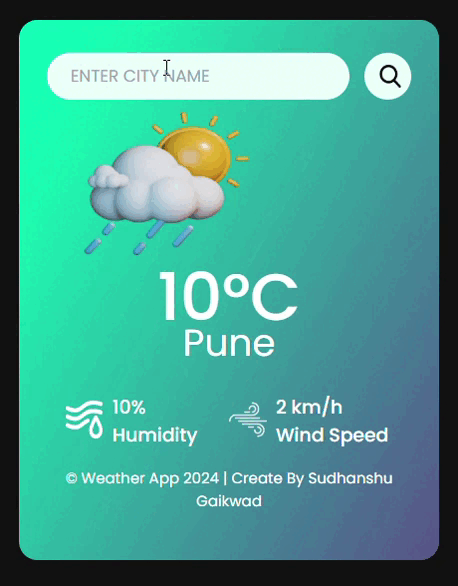 ENTER CITY NAME
10°C
Pune
10%
Humidity
2 km/h
Wind Speed
© Weather App 2024 | Create By Sudhanshu
Gaikwad